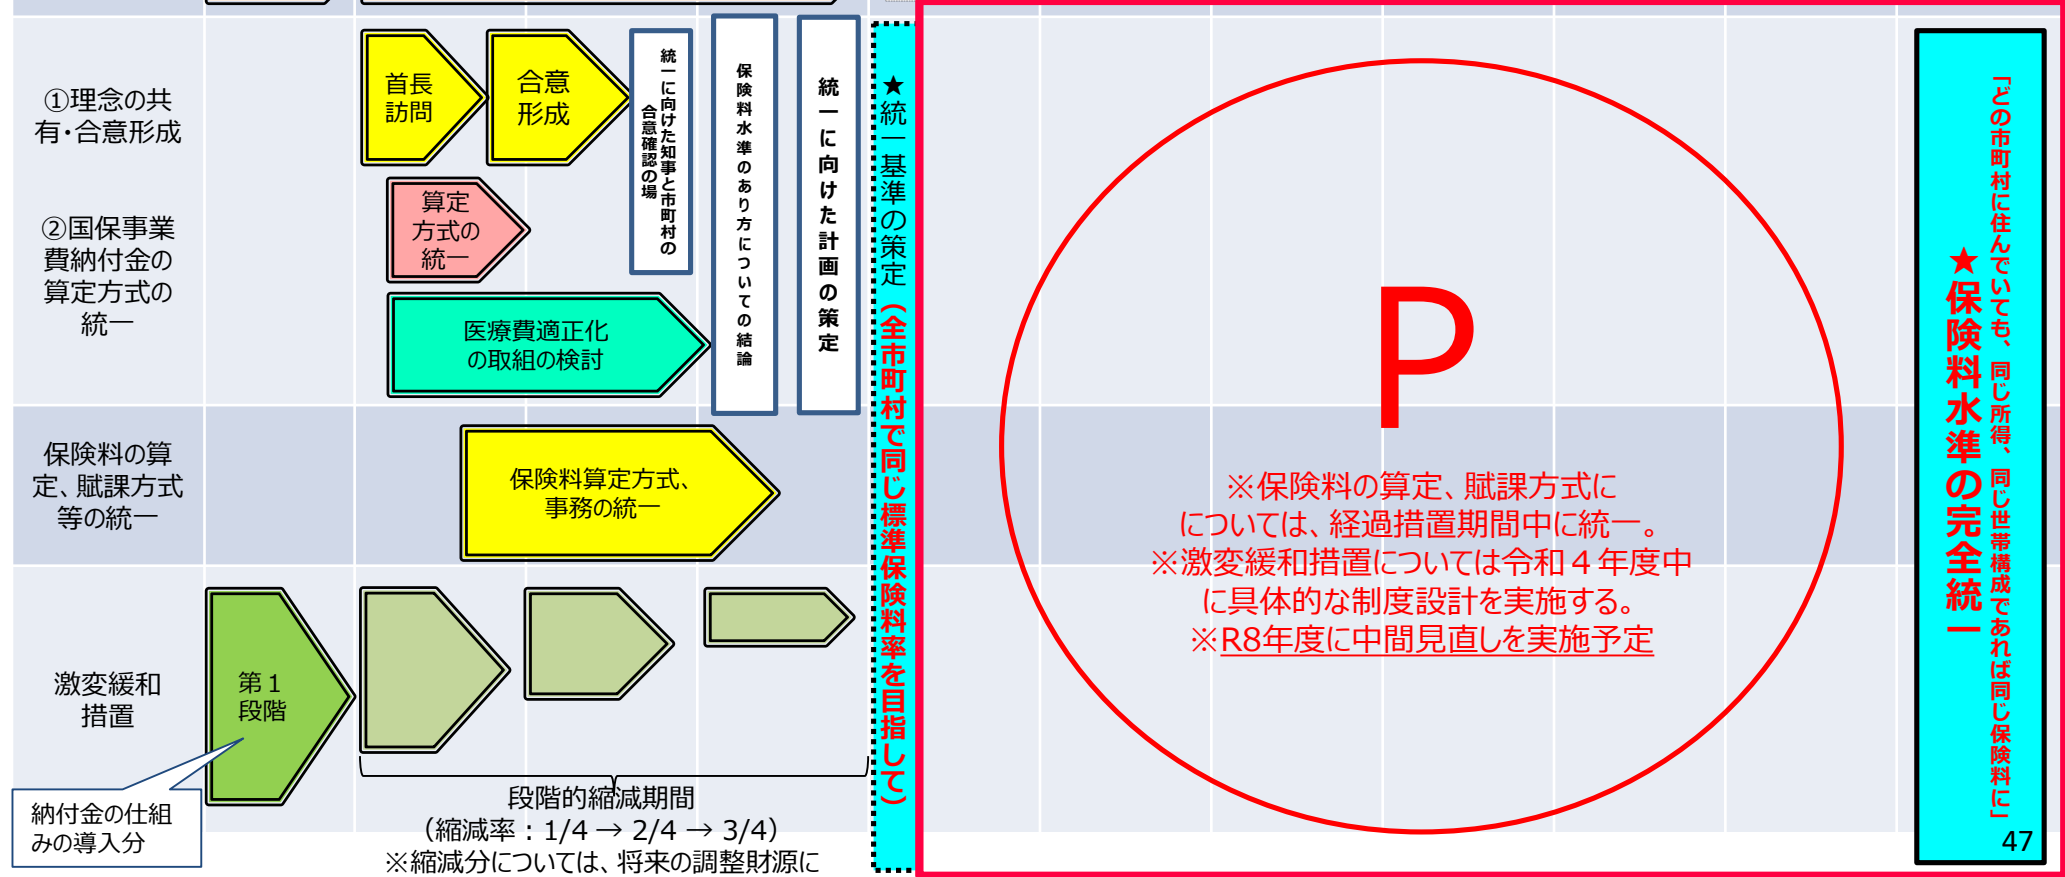 ①理念の共
有・合意形成
②国保事業
費納付金の
算定方式の
統一
保険料の算
定、賦課方式
等の統一
激変緩和
措置
首長
訪問
合意
形成
算定
方式の
統一
医療費適正化
の取組の検討
統一に向けた知事と市町村の
合意確認の場
保険料水準のあり方についての結論
統一に向けた計画の策定
保険料算定方式、
事務の統一
第１
段階
納付金の仕組
みの導入分
段階的縮減期間
（縮減率：1/4 → 2/4 → 3/4）
※縮減分については、将来の調整財源に
★統一基準の策定（全市町村で同じ標準保険料率を目指して）
P
※保険料の算定、賦課方式に
については、経過措置期間中に統一。
※激変緩和措置については令和４年度中
に具体的な制度設計を実施する。
※R8年度に中間見直しを実施予定
「どの市町村に住んでいても、同じ所得、同じ世帯構成であれば同じ保険料に」
★保険料水準の完全統一
47